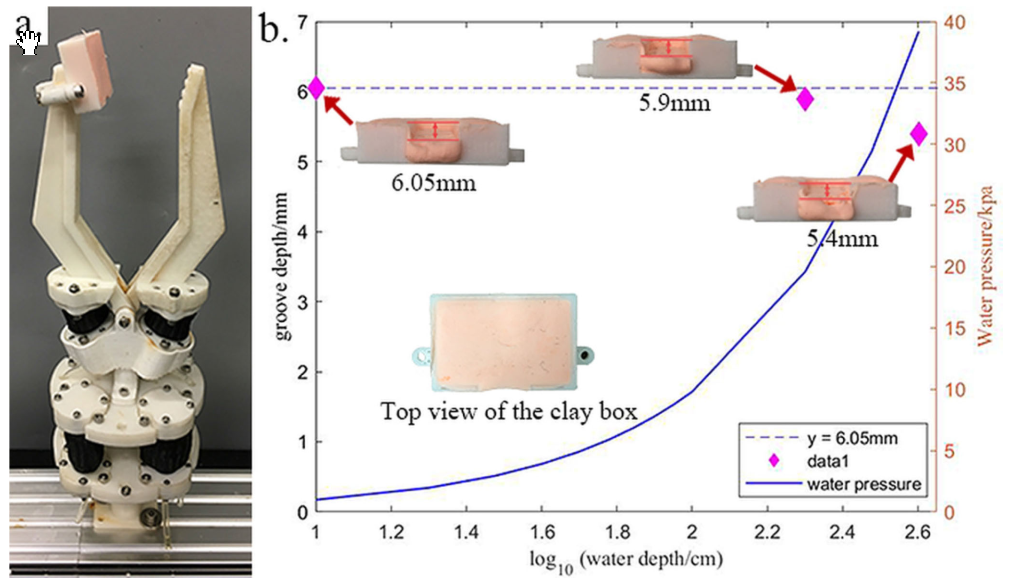 a
b.
7
6
5
4
3
2
1
0
groove depth/mm
40
35
30
25
20
15
10
5
0
Water pressure/kpa
6.05mm
5.9mm
5.4mm
Top view of the clay box
y = 6.05mm
data1
water pressure
1
1.2
1.4
1.6
1.8
2
2.2
2.4
2.6
log10 (water depth/cm)